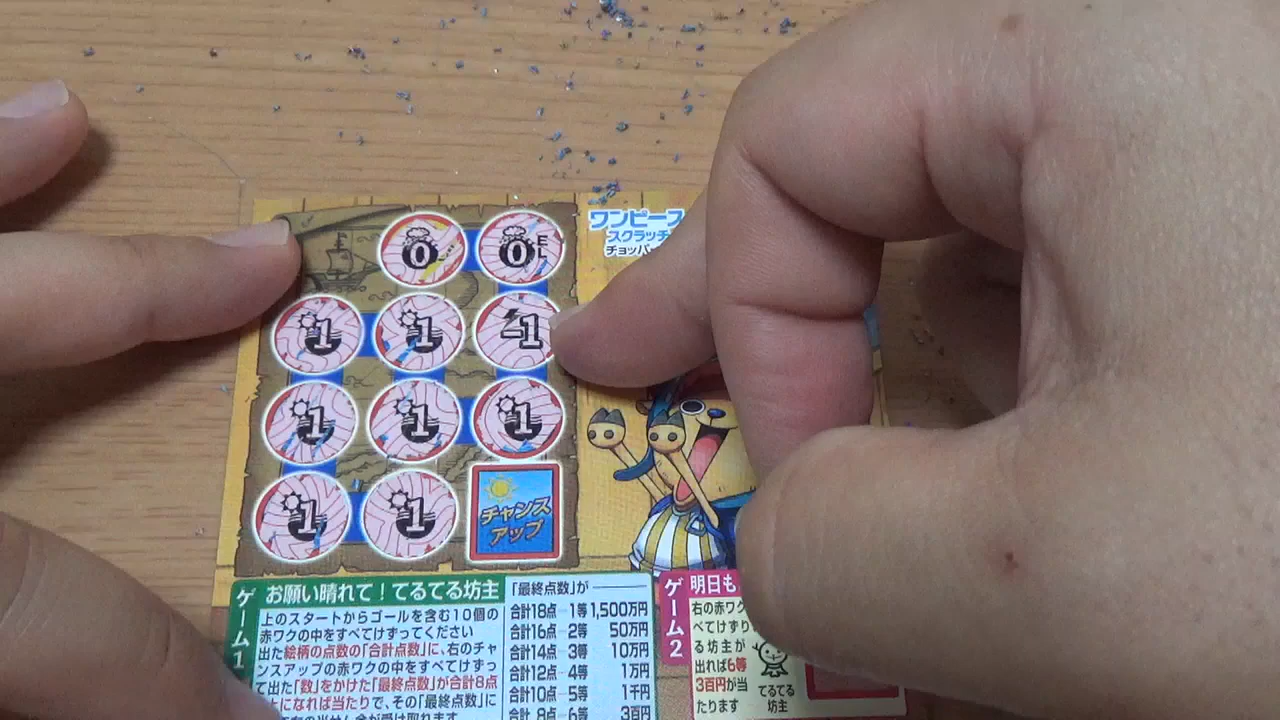 ワンピース
スクラッチ
チョッパー
0
0
1
1
-1
1
1
1
1
1
チャンス
アップ
ゲーム1
お願い晴れて!てるてる坊主
上のスタートからゴールを含む10個の
赤ワクの中をすべてけずってください
出た絵柄の点数の「合計点数」に、右のチャ
ンスアップの赤ワクの中をすべてけずっ
て出た「数」をかけた「最終点数」が合計8点
上になれば当たりで、その「最終点数」に
「最終点数」が
合計18点 1等 1,500万円
合計16点 2等 50万円
合計14点 3等 10万円
合計12点 4等 1万円
合計10点 5等 1千円
合計 8点 6等 3百円
ゲーム2
明日も
右の赤ワク
べてけずり
る坊主が
出れば6等
3百円が当
たります
てるてる
坊主